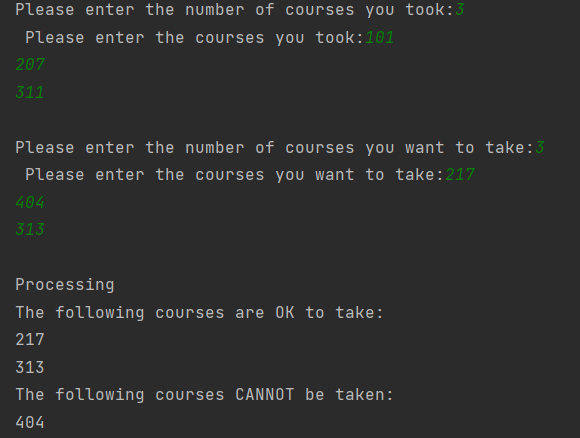 Please enter the number of courses you took:3
 Please enter the courses you took:101
207
311

Please enter the number of courses you want to take:3
 Please enter the courses you want to take:217
404
313

Processing
The following courses are OK to take:
217
313
The following courses CANNOT be taken:
404